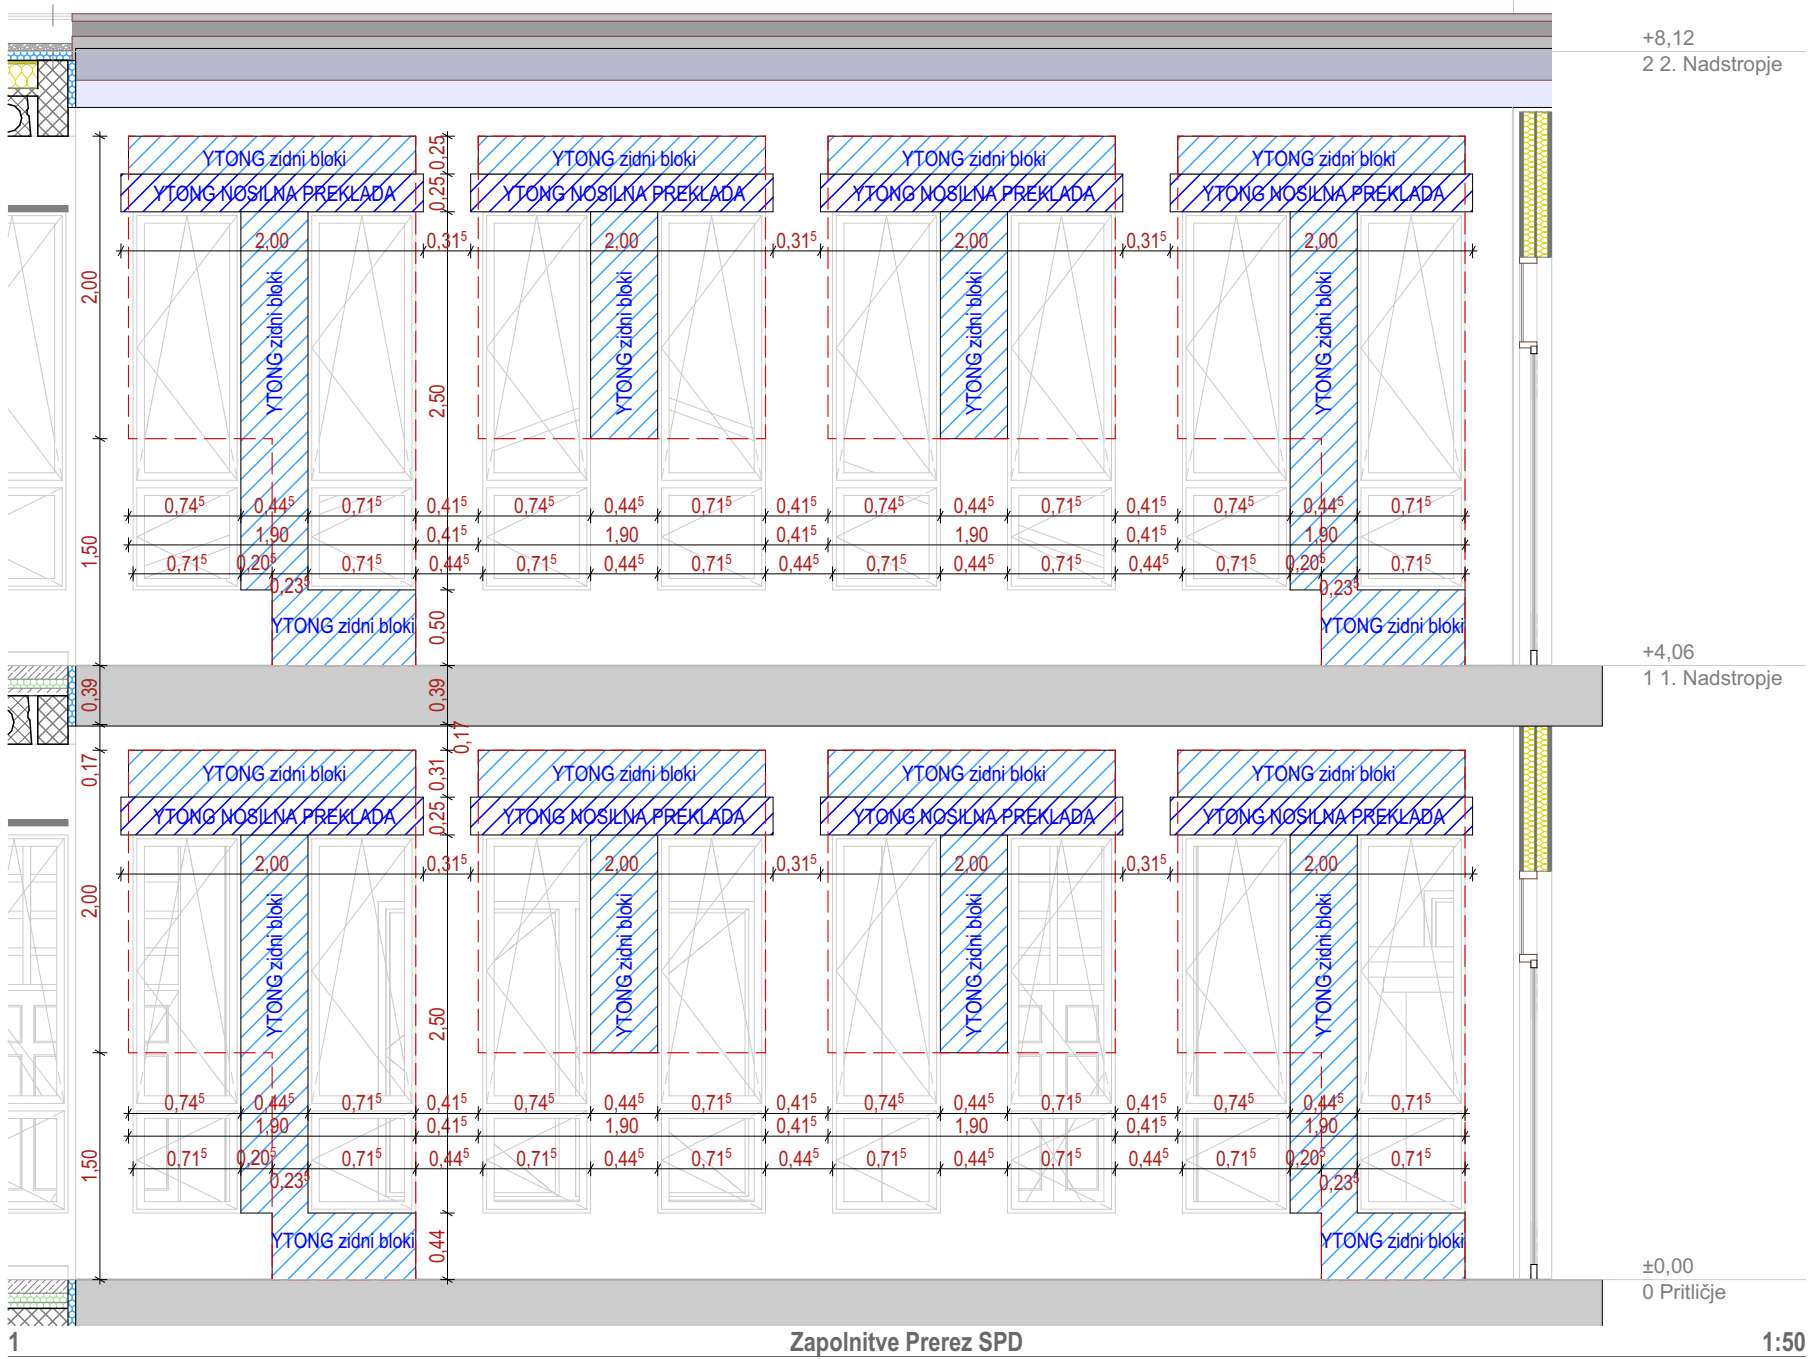 +8,12
2 2. Nadstropje
YTONG zidni bloki YTONG zidni bloki YTONG zidni bloki YTONG zidni bloki
0,25
YTONG NOSILNA PREKLADA YTONG NOSILNA PREKLADA YTONG NOSILNA PREKLADA YTONG NOSILNA PREKLADA
0,25
2,00 0,31⁵ 2,00 0,31⁵ 2,00 0,31⁵ 2,00
2,00
YTONG zidni bloki YTONG zidni bloki YTONG zidni bloki YTONG zidni bloki
2,50
0,74⁵ 0,44⁵ 0,71⁵ 0,41⁵ 0,74⁵ 0,44⁵ 0,71⁵ 0,41⁵ 0,74⁵ 0,44⁵ 0,71⁵ 0,41⁵ 0,74⁵ 0,44⁵ 0,71⁵
1,90 0,41⁵ 1,90 0,41⁵ 1,90 0,41⁵ 1,90
1,50
0,71⁵ 0,20⁵ 0,71⁵ 0,44⁵ 0,71⁵ 0,44⁵ 0,71⁵ 0,44⁵ 0,71⁵ 0,44⁵ 0,71⁵ 0,44⁵ 0,71⁵ 0,20⁵ 0,71⁵
0,23⁵ 0,23⁵
YTONG zidni bloki 0,50 YTONG zidni bloki
+4,06
1 1. Nadstropje
0,39 0,39
0,17
0,17
YTONG zidni bloki YTONG zidni bloki YTONG zidni bloki YTONG zidni bloki
0,31
YTONG NOSILNA PREKLADA YTONG NOSILNA PREKLADA YTONG NOSILNA PREKLADA YTONG NOSILNA PREKLADA
0,25
2,00 0,31⁵ 2,00 0,31⁵ 2,00 0,31⁵ 2,00
2,00
YTONG zidni bloki YTONG zidni bloki YTONG zidni bloki YTONG zidni bloki
2,50
0,74⁵ 0,44⁵ 0,71⁵ 0,41⁵ 0,74⁵ 0,44⁵ 0,71⁵ 0,41⁵ 0,74⁵ 0,44⁵ 0,71⁵ 0,41⁵ 0,74⁵ 0,44⁵ 0,71⁵
1,90 0,41⁵ 1,90 0,41⁵ 1,90 0,41⁵ 1,90
1,50
0,71⁵ 0,20⁵ 0,71⁵ 0,44⁵ 0,71⁵ 0,44⁵ 0,71⁵ 0,44⁵ 0,71⁵ 0,44⁵ 0,71⁵ 0,44⁵ 0,71⁵ 0,20⁵ 0,71⁵
0,23⁵ 0,23⁵
YTONG zidni bloki 0,44 YTONG zidni bloki
±0,00
0 Pritličje
1 Zapolnitve Prerez SPD 1:50